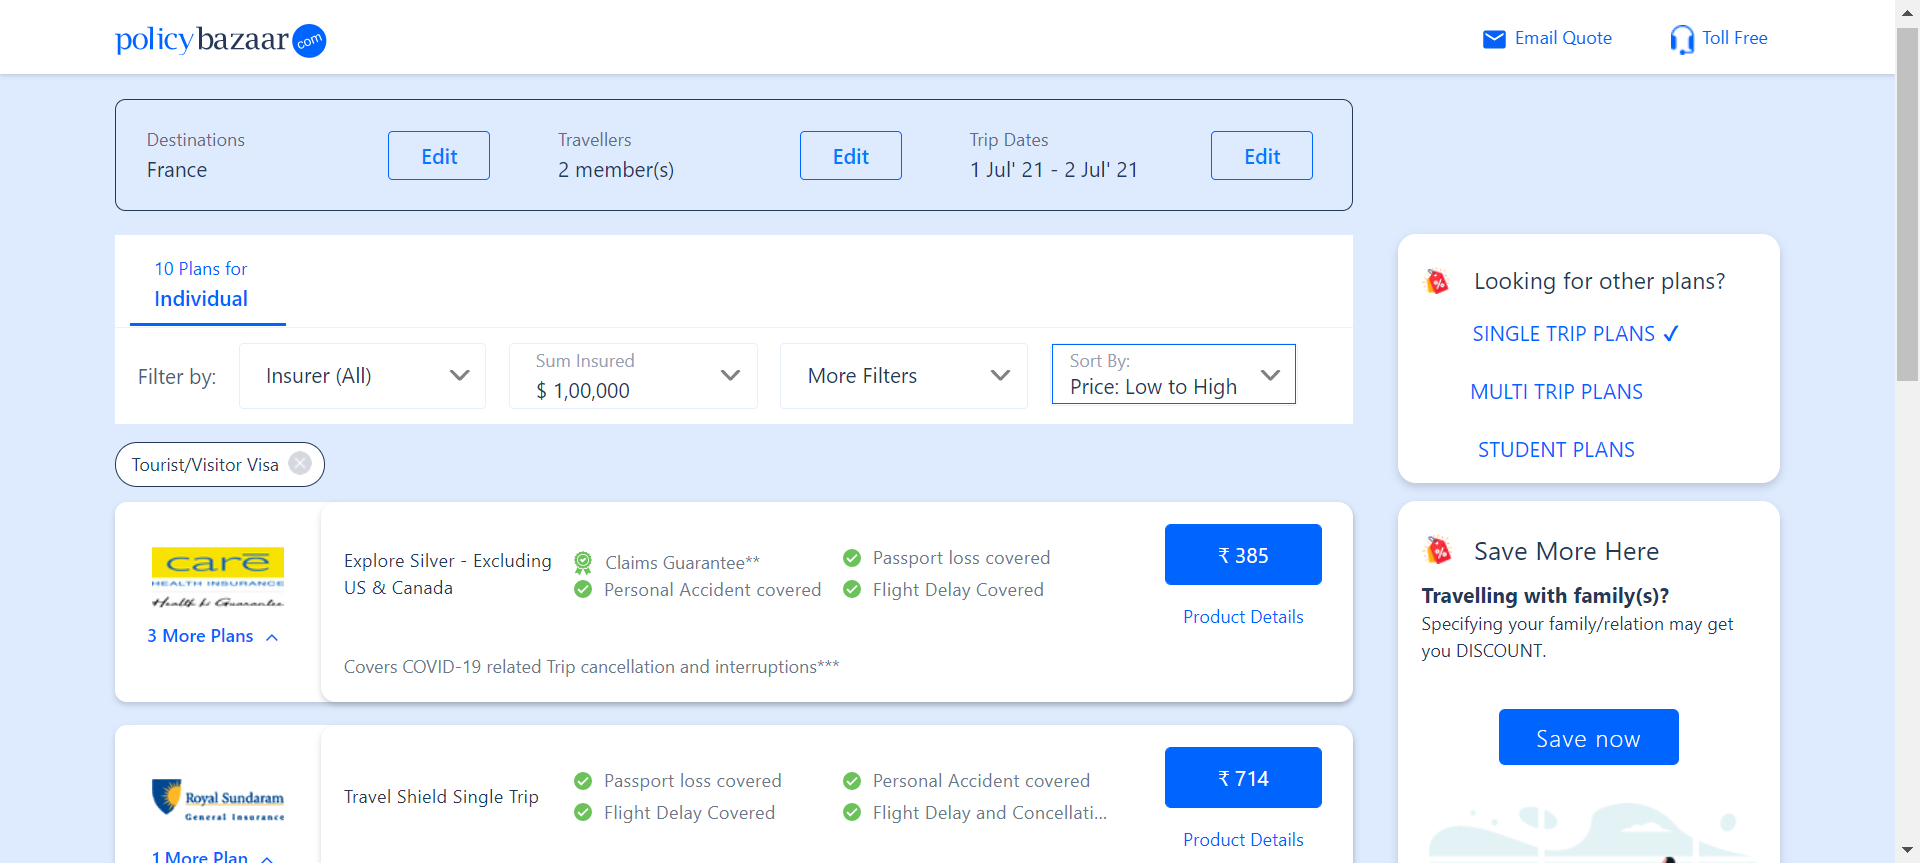 policybazaar.com
Email Quote
Toll Free
Destinations
France
Edit
Travellers
2 member(s)
Edit
Trip Dates
1 Jul' 21 - 2 Jul' 21
Edit
10 Plans for
Individual
Filter by:
Insurer (All)
Sum Insured
$ 1,00,000
More Filters
Sort By:
Price: Low to High
Tourist/Visitor Visa
care
HEALTH INSURANCE
Health ki Guarantee
3 More Plans
Explore Silver - Excluding
US & Canada
Claims Guarantee**
Personal Accident covered
Passport loss covered
Flight Delay Covered
₹ 385
Product Details
Covers COVID-19 related Trip cancellation and interruptions***
Royal Sundaram
General Insurance
1 More Plan
Travel Shield Single Trip
Passport loss covered
Flight Delay Covered
Personal Accident covered
Flight Delay and Concellati...
₹ 714
Product Details
Looking for other plans?
SINGLE TRIP PLANS ✓
MULTI TRIP PLANS
STUDENT PLANS
Save More Here
Travelling with family(s)?
Specifying your family/relation may get
you DISCOUNT.
Save now